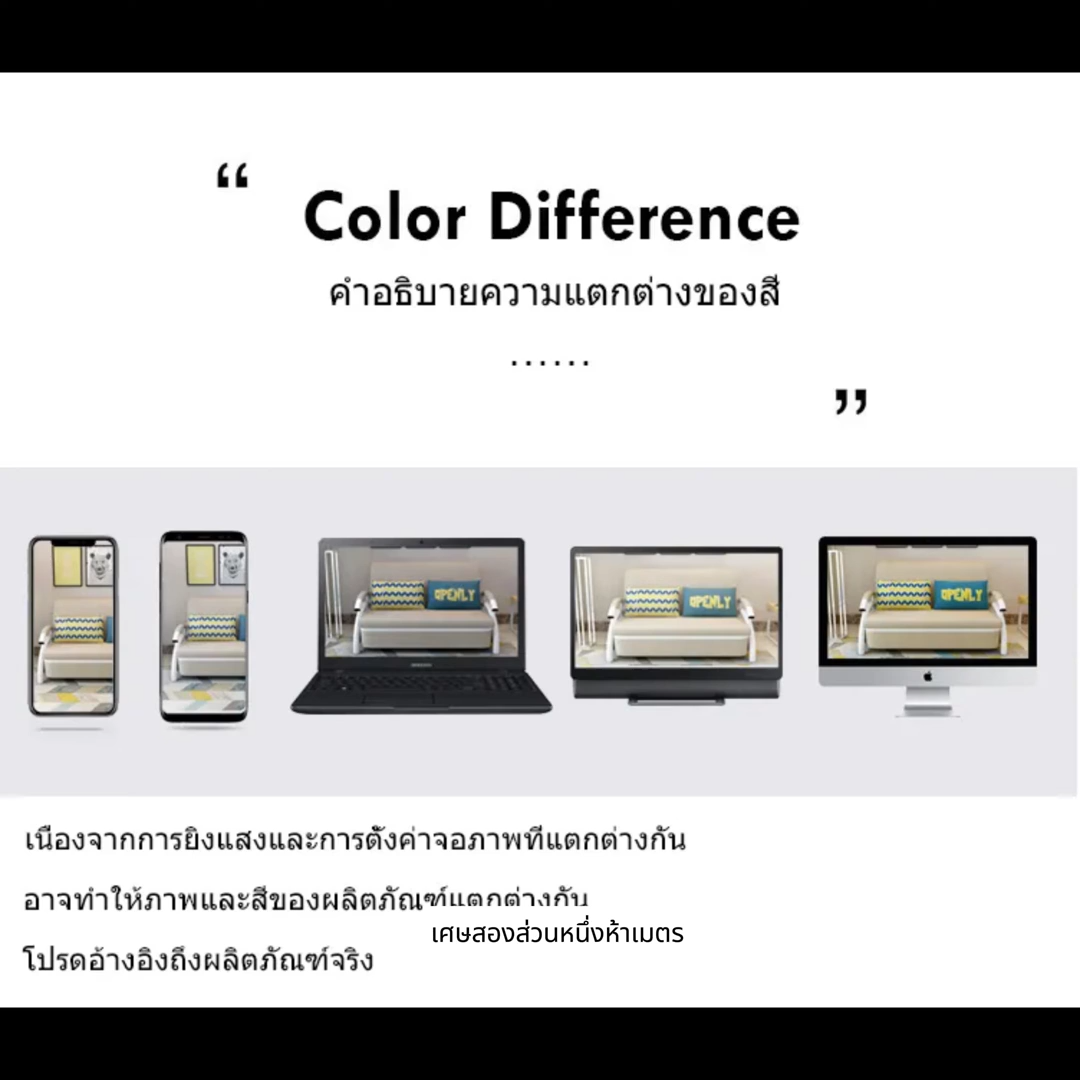 “
Color Difference
คำอธิบายความแตกต่างของสี
......
”
OPENLY
OPENLY
OPENLY
เนื่องจากการยิงแสงและการตั้งค่าจอภาพที่แตกต่างกัน
อาจทำให้ภาพและสีของผลิตภัณฑ์แตกต่างกัน
เศษสองส่วนหนึ่งห้าเมตร
โปรดอ้างอิงถึงผลิตภัณฑ์จริง